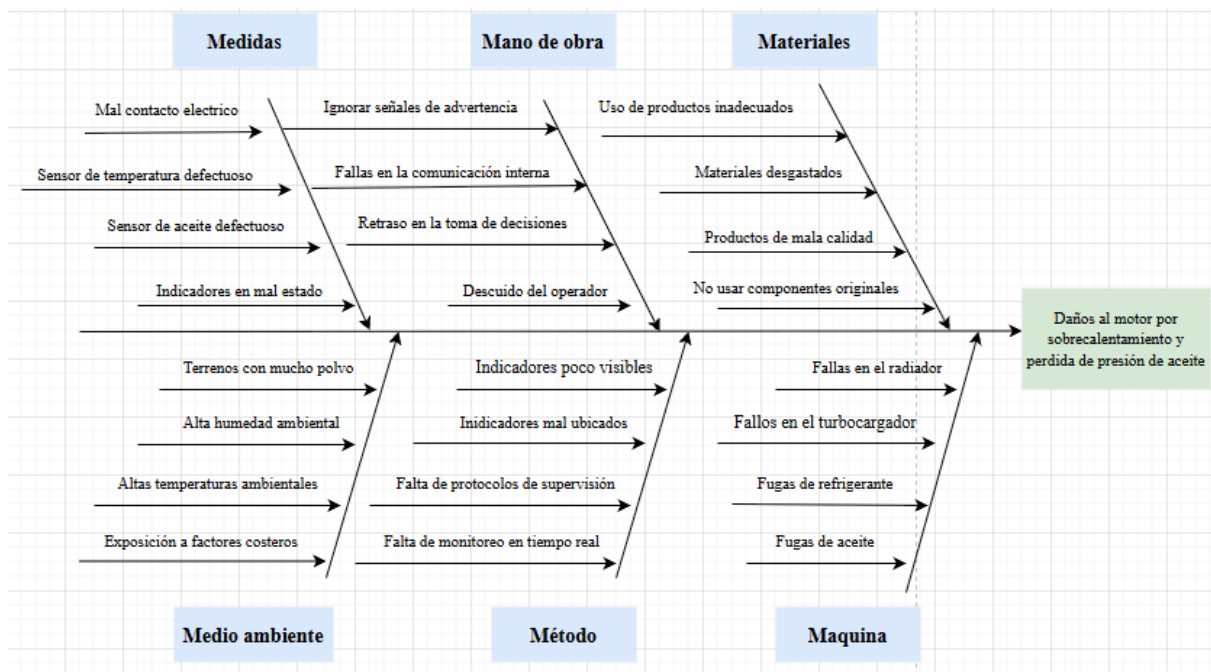 Medidas
Mano de obra
Materiales
Mal contacto electrico
Ignorar señales de advertencia
Uso de productos inadecuados
Sensor de temperatura defectuoso
Fallas en la comunicación interna
Materiales desgastados
Sensor de aceite defectuoso
Retraso en la toma de decisiones
Productos de mala calidad
Indicadores en mal estado
Descuido del operador
No usar componentes originales
Daños al motor por
sobrecalentamiento y
perdida de presión de aceite
Terrenos con mucho polvo
Indicadores poco visibles
Fallas en el radiador
Alta humedad ambiental
Inidicadores mal ubicados
Fallos en el turbocargador
Altas temperaturas ambientales
Falta de protocolos de supervisión
Fugas de refrigerante
Exposición a factores costeros
Falta de monitoreo en tiempo real
Fugas de aceite
Medio ambiente
Método
Maquina